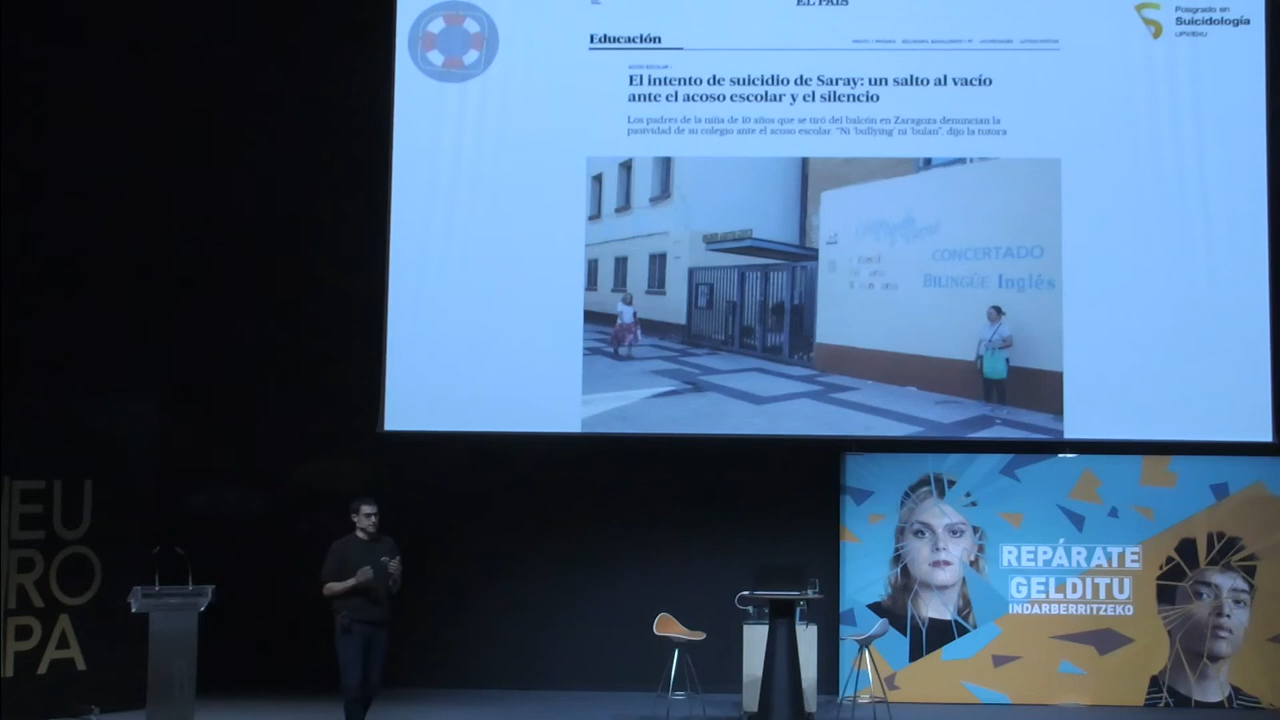 EL PAÍS
Posgrado en
Suicidología
UPV/EHU
Educación
ACOSO ESCOLAR
El intento de suicidio de Saray: un salto al vacío
ante el acoso escolar y el silencio
Los padres de la niña de 10 años que se tiró del balcón en Zaragoza denuncian la
pasividad de su colegio ante el acoso escolar. “Ni ‘bullying’ ni ‘bulan’”, dijo la tutora
CONCERTADO
BILINGÜE Inglés
EU
RO
PA
REPÁRATE
GELDITU
INDARBERRITZEKO